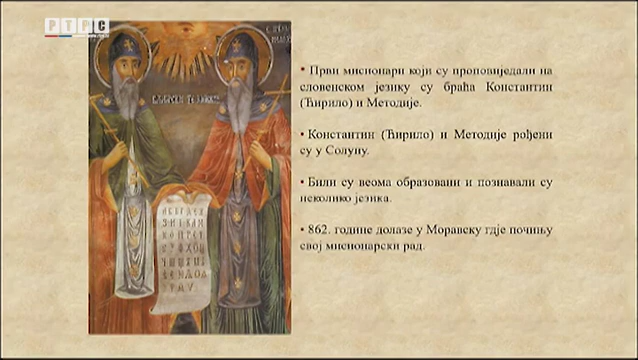 РТРС
• Први мисионари који су проповиједали на
словенском језику су браћа Константин
(Ћирило) и Методије.
• Константин (Ћирило) и Методије рођени
су у Солуну.
• Били су веома образовани и познавали су
неколико језика.
• 862. године долазе у Моравску гдје почињу
свој мисионарски рад.